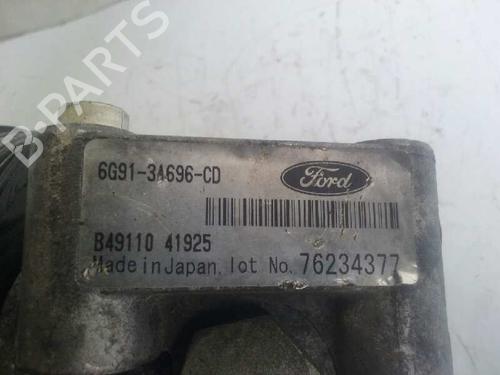 B-PARTS
6G91-3A696-CD
Ford
B49110 41925
Made in Japan. lot No. 76234377